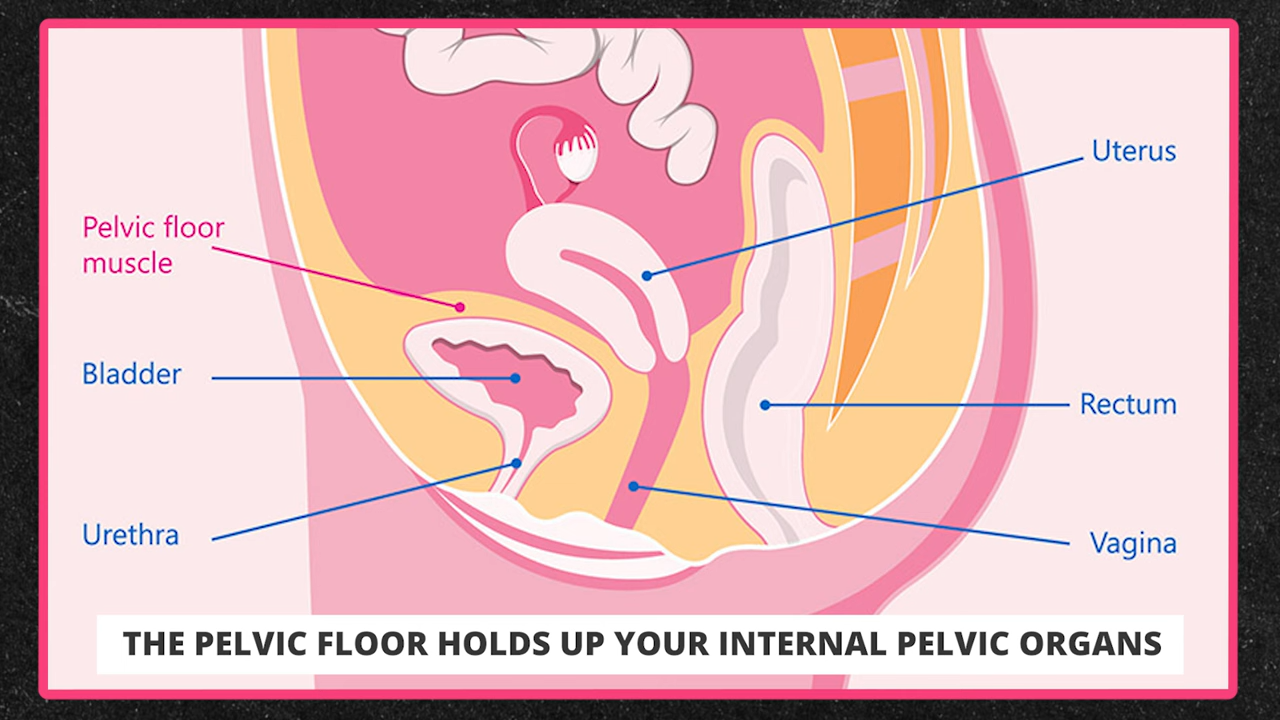 Uterus
Pelvic floor
muscle
Bladder
Rectum
Urethra
Vagina
THE PELVIC FLOOR HOLDS UP YOUR INTERNAL PELVIC ORGANS